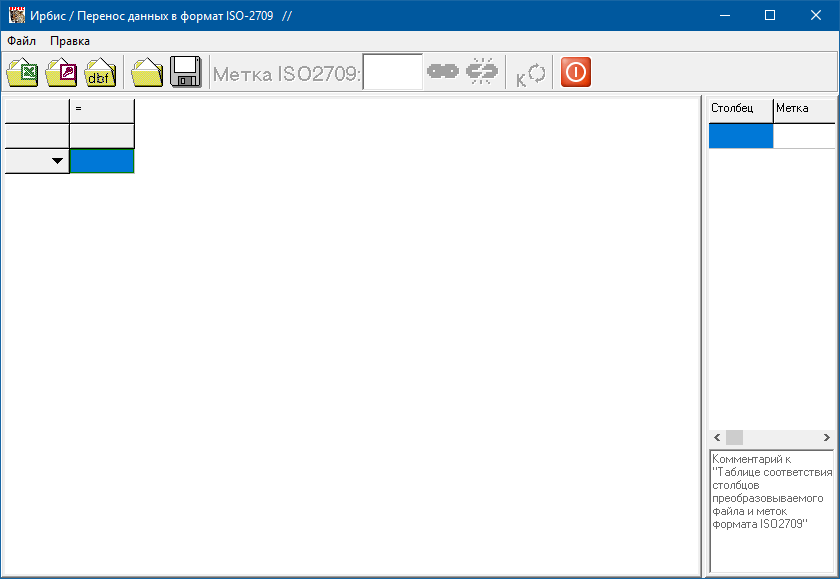 Ирбис / Перенос данных в формат ISO-2709 //
Файл Правка
dbf Метка ISO2709: К
=
Столбец Метка
Комментарий к
"Таблице соответствия
столбцов
преобразовываемого
файла и меток
формата ISO2709"